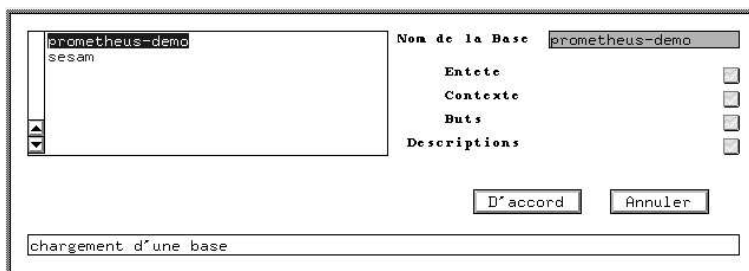 prometheus-demo
sesam
Nom de la Base prometheus-demo
Entete
Contexte
Buts
Descriptions
D'accord Annuler
chargement d'une base